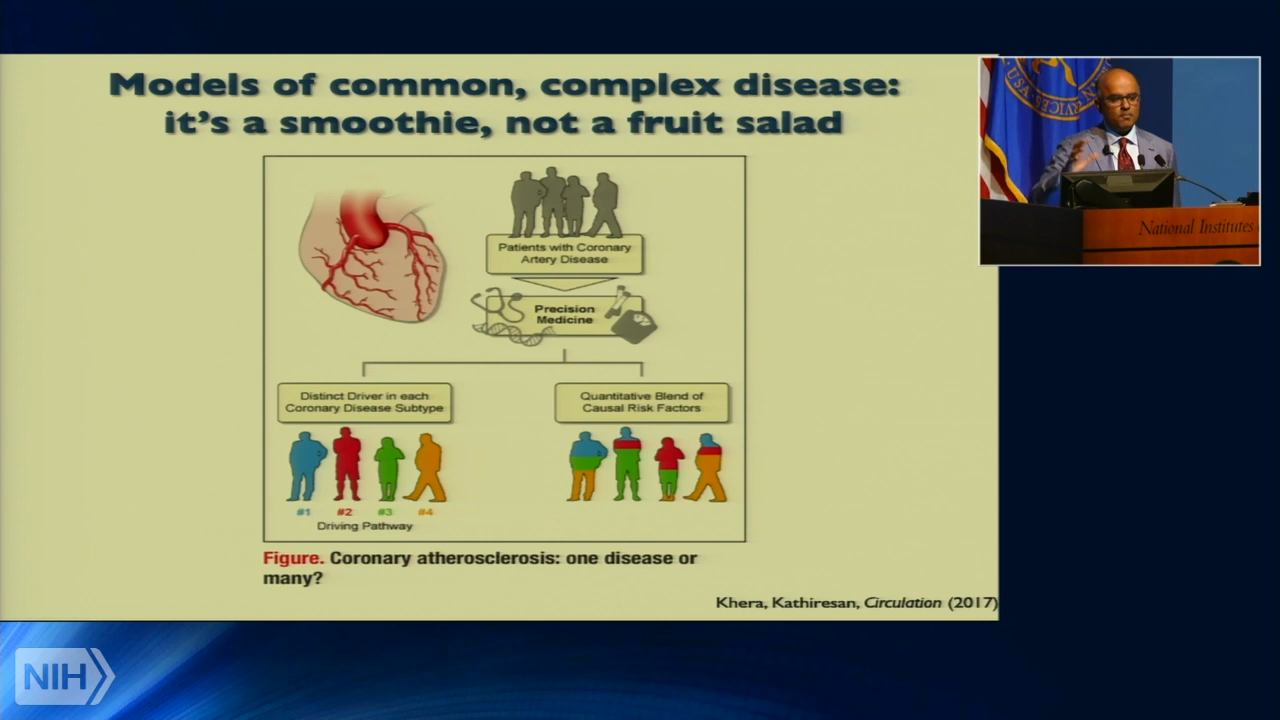 Models of common, complex disease:
it's a smoothie, not a fruit salad
Patients with Coronary
Artery Disease
Precision
Medicine
Distinct Driver in each
Coronary Disease Subtype
Quantitative Blend of
Causal Risk Factors
#1 #2 #3 #4
Driving Pathway
Figure. Coronary atherosclerosis: one disease or
many?
Khera, Kathiresan, Circulation (2017)
National Institutes
NIH